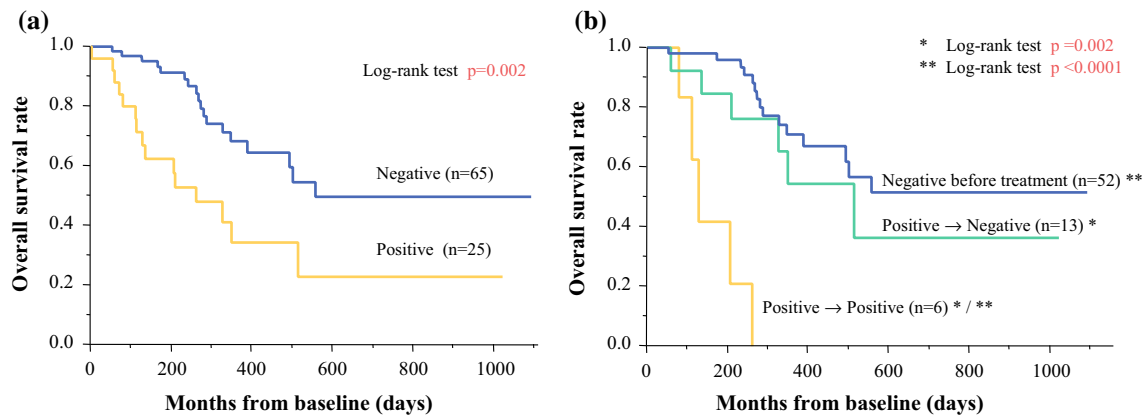 (a)
Overall survival rate
1.0
0.8
0.6
0.4
0.2
0.0
Log-rank test p=0.002
Negative (n=65)
Positive (n=25)
0 200 400 600 800 1000
Months from baseline (days)
(b)
Overall survival rate
1.0
0.8
0.6
0.4
0.2
0.0
* Log-rank test p =0.002
** Log-rank test p <0.0001
Negative before treatment (n=52) **
Positive → Negative (n=13) *
Positive → Positive (n=6) * / **
0 200 400 600 800 1000
Months from baseline (days)